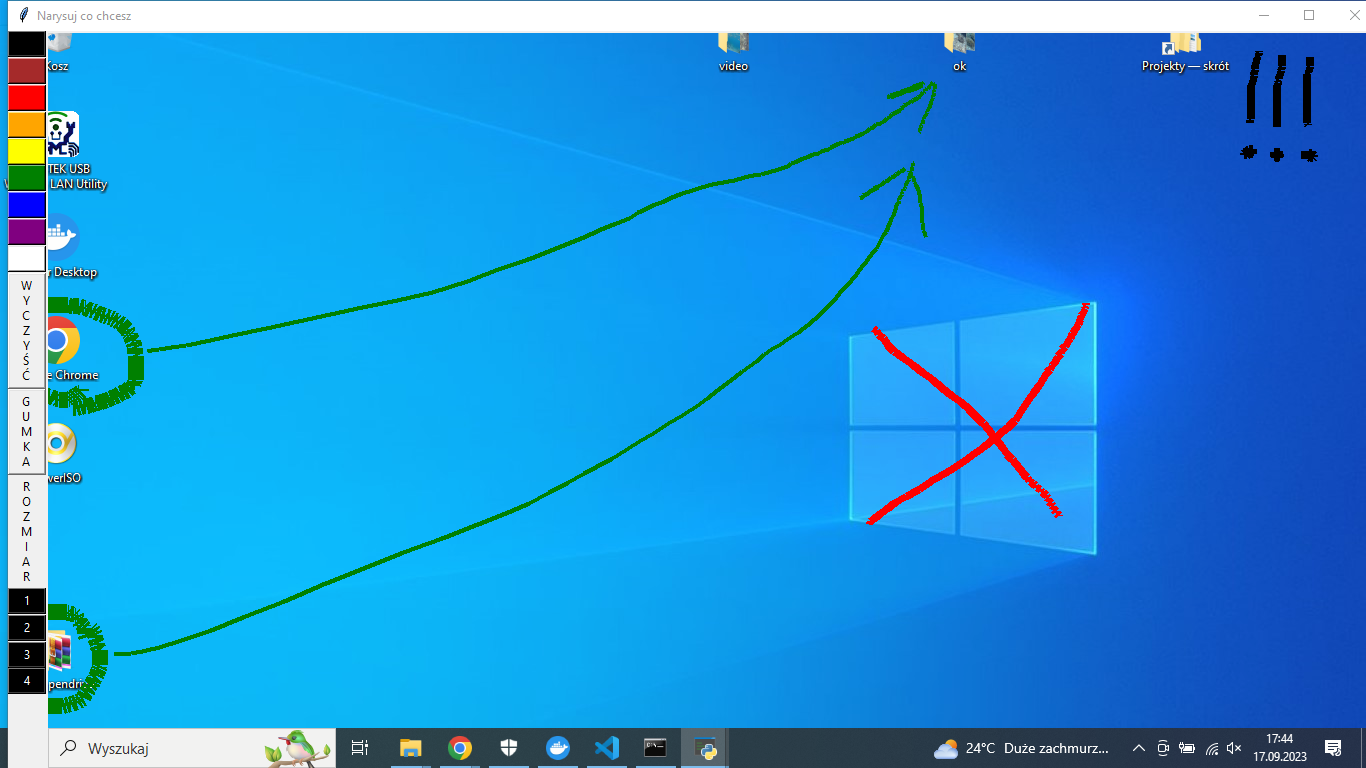 Narysuj co chcesz
Kosz
video
ok
Projekty — skrót
!!!
TEK USB
LAN Utility
r Desktop
W
Y
C
Z
Y
Ś
Ć
e Chrome
G
U
M
K
A
verISO
R
O
Z
M
I
A
R
1
2
3
4
pendri
Wyszukaj
24°C Duże zachmurz...
17:44
17.09.2023